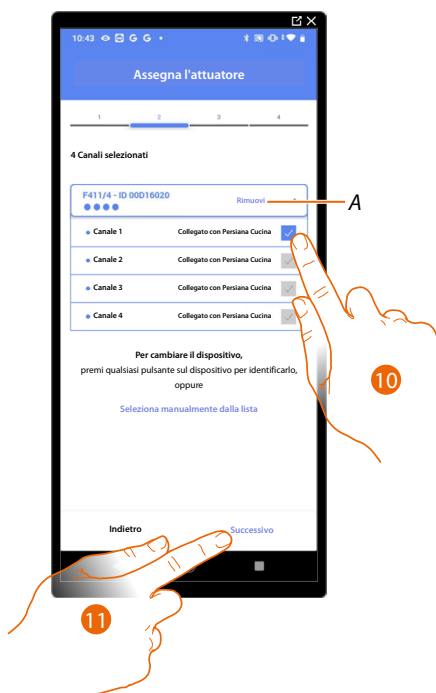 10:43 G G
Assegna l'attuatore
1 2 3 4
4 Canali selezionati
F411/4 - ID 00D16020
Rimuovi
A
Canale 1 Collegato con Persiana Cucina
Canale 2 Collegato con Persiana Cucina
Canale 3 Collegato con Persiana Cucina
Canale 4 Collegato con Persiana Cucina
Per cambiare il dispositivo,
premi qualsiasi pulsante sul dispositivo per identificarlo,
oppure
Seleziona manualmente dalla lista
10
Indietro Successivo
11